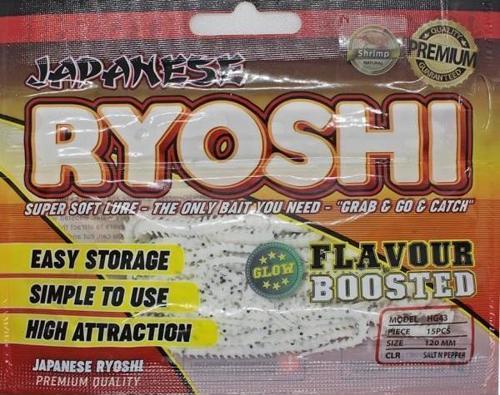 JAPANESE
RYOSHI
Shrimp
NATURAL
QUALITY
PREMIUM
GUARANTEED
SUPER SOFT LURE - THE ONLY BAIT YOU NEED - "GRAB & GO & CATCH"
EASY STORAGE
SIMPLE TO USE
HIGH ATTRACTION
GLOW
FLAVOUR
BOOSTED
MODEL HG43
PIECE 15PCS
SIZE 120 MM
CLR SALT N PEPPER
JAPANESE RYOSHI
PREMIUM QUALITY